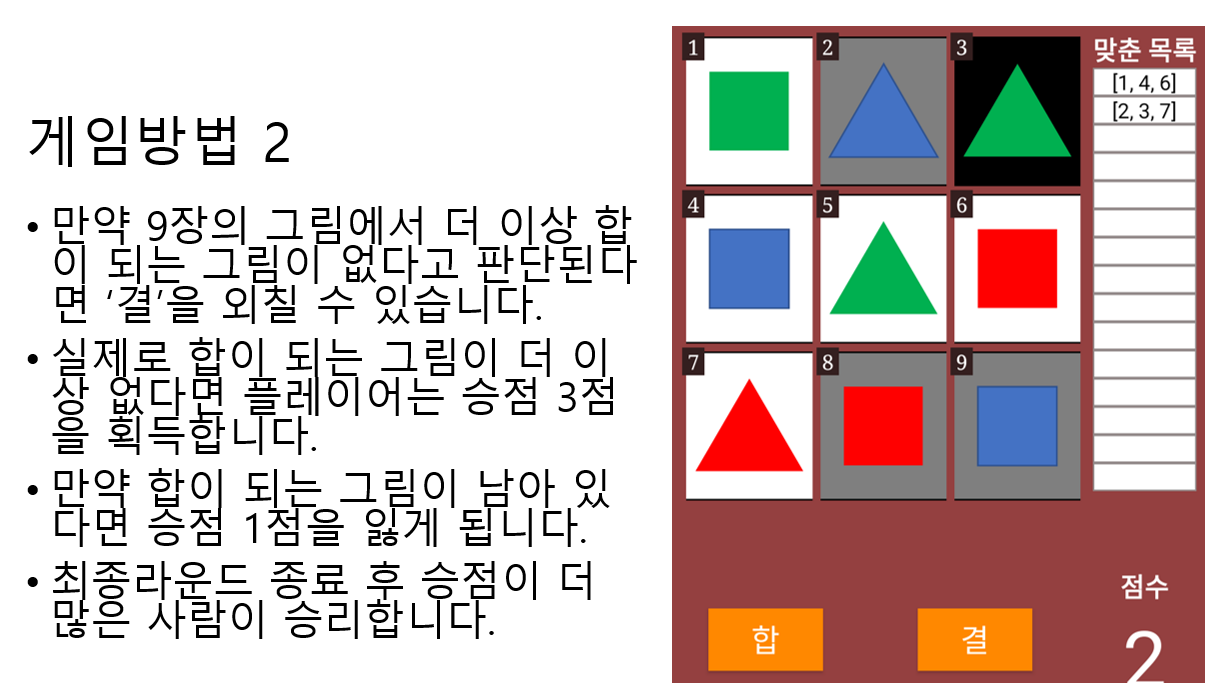 게임방법 2
• 만약 9장의 그림에서 더 이상 합
이 되는 그림이 없다고 판단된다
면 ‘결’을 외칠 수 있습니다.
• 실제로 합이 되는 그림이 더 이
상 없다면 플레이어는 승점 3점
을 획득합니다.
• 만약 합이 되는 그림이 남아 있
다면 승점 1점을 잃게 됩니다.
• 최종라운드 종료 후 승점이 더
많은 사람이 승리합니다.
1
2
3
4
5
6
7
8
9
맞춘 목록
[1, 4, 6]
[2, 3, 7]
합
결
점수
2